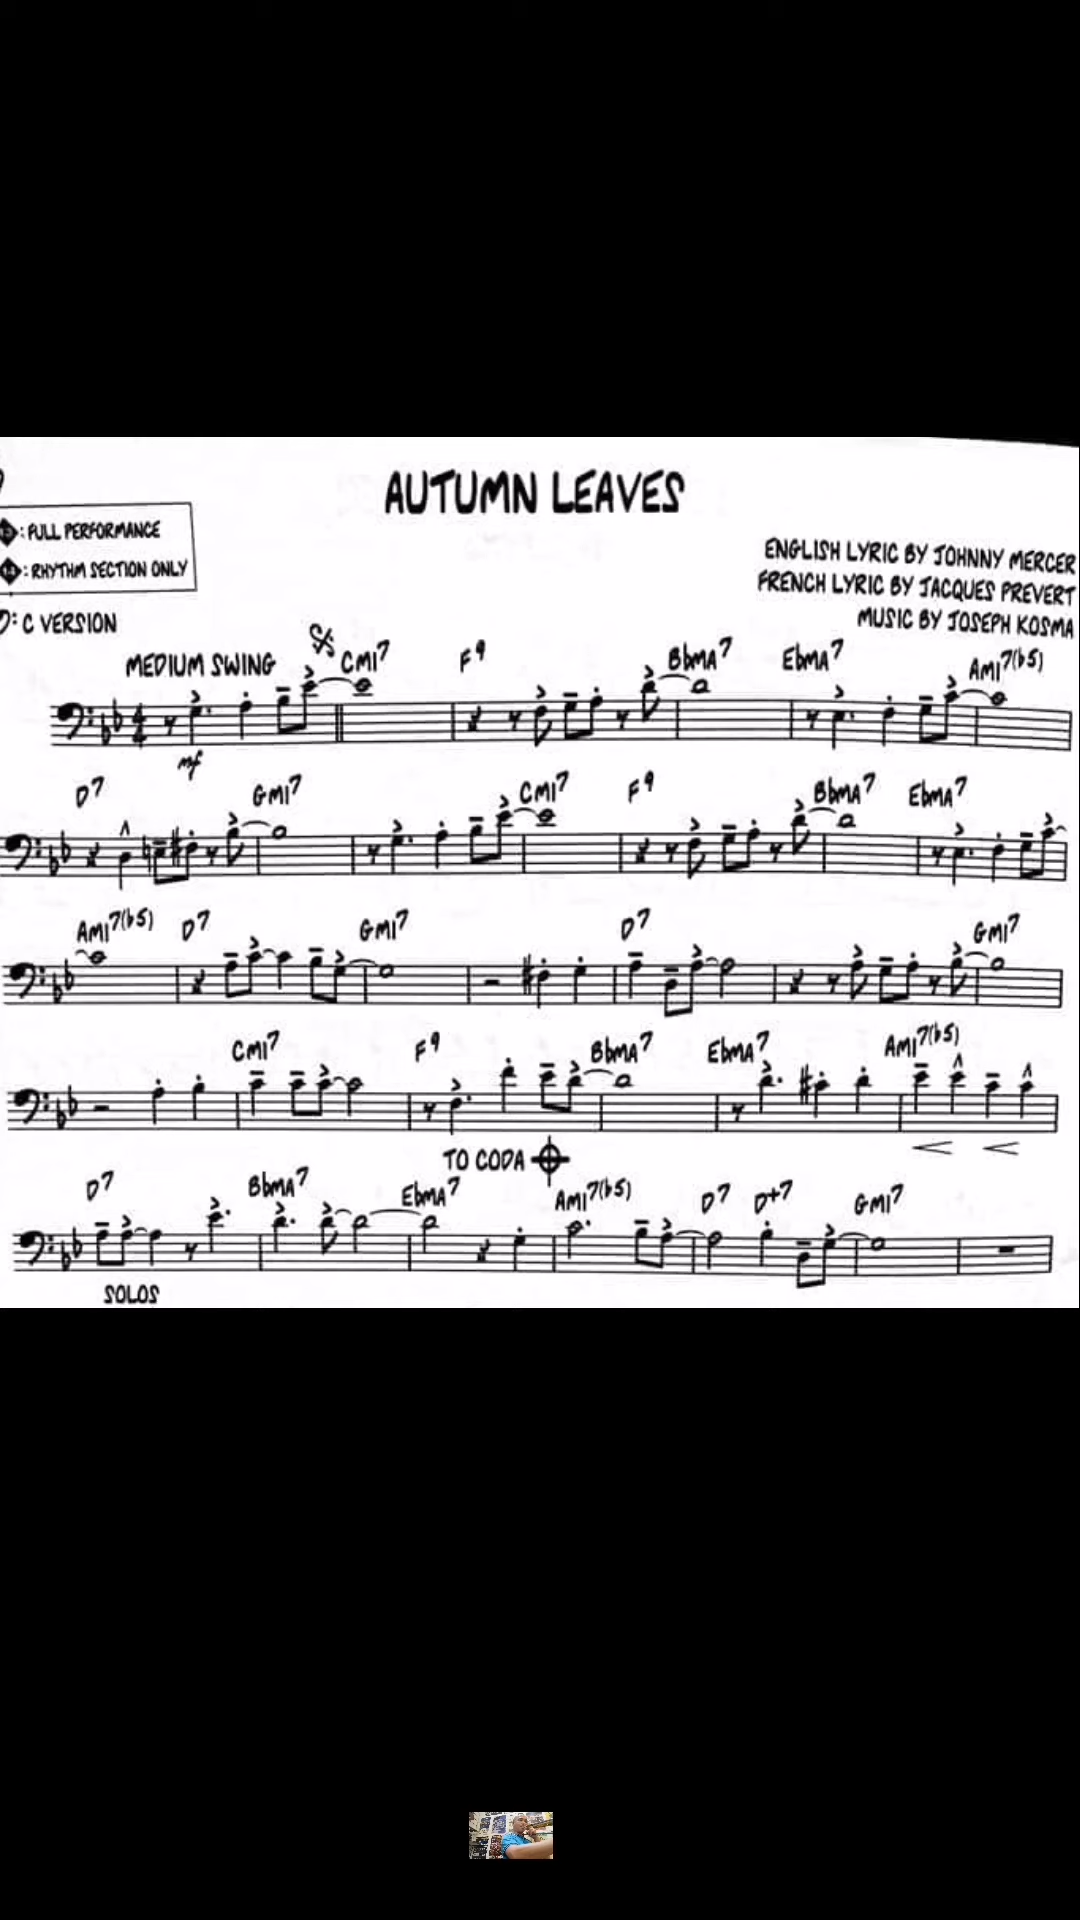 AUTUMN LEAVES
: FULL PERFORMANCE
: RHYTHM SECTION ONLY
: C VERSION
ENGLISH LYRIC BY JOHNNY MERCER
FRENCH LYRIC BY JACQUES PREVERT
MUSIC BY JOSEPH KOSMA
MEDIUM SWING
CMI7 F9 BbMA7 EbMA7 AMI7(b5)
mf
D7 GMI7 CMI7 F9 BbMA7 EbMA7
AMI7(b5) D7 GMI7 D7 GMI7
CMI7 F9 BbMA7 EbMA7 AMI7(b5)
TO CODA
D7 BbMA7 EbMA7 AMI7(b5) D7 D+7 GMI7
SOLOS